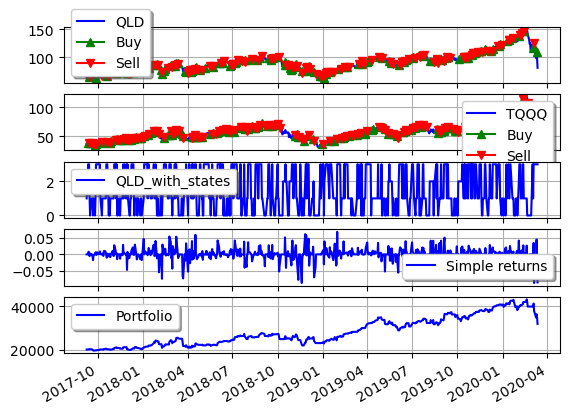 150
100
QLD
Buy
Sell
100
50
TQQQ
Buy
Sell
2
0
QLD_with_states
0.05
0.00
−0.05
Simple returns
40000
20000
Portfolio
2017-10
2018-01
2018-04
2018-07
2018-10
2019-01
2019-04
2019-07
2019-10
2020-01
2020-04